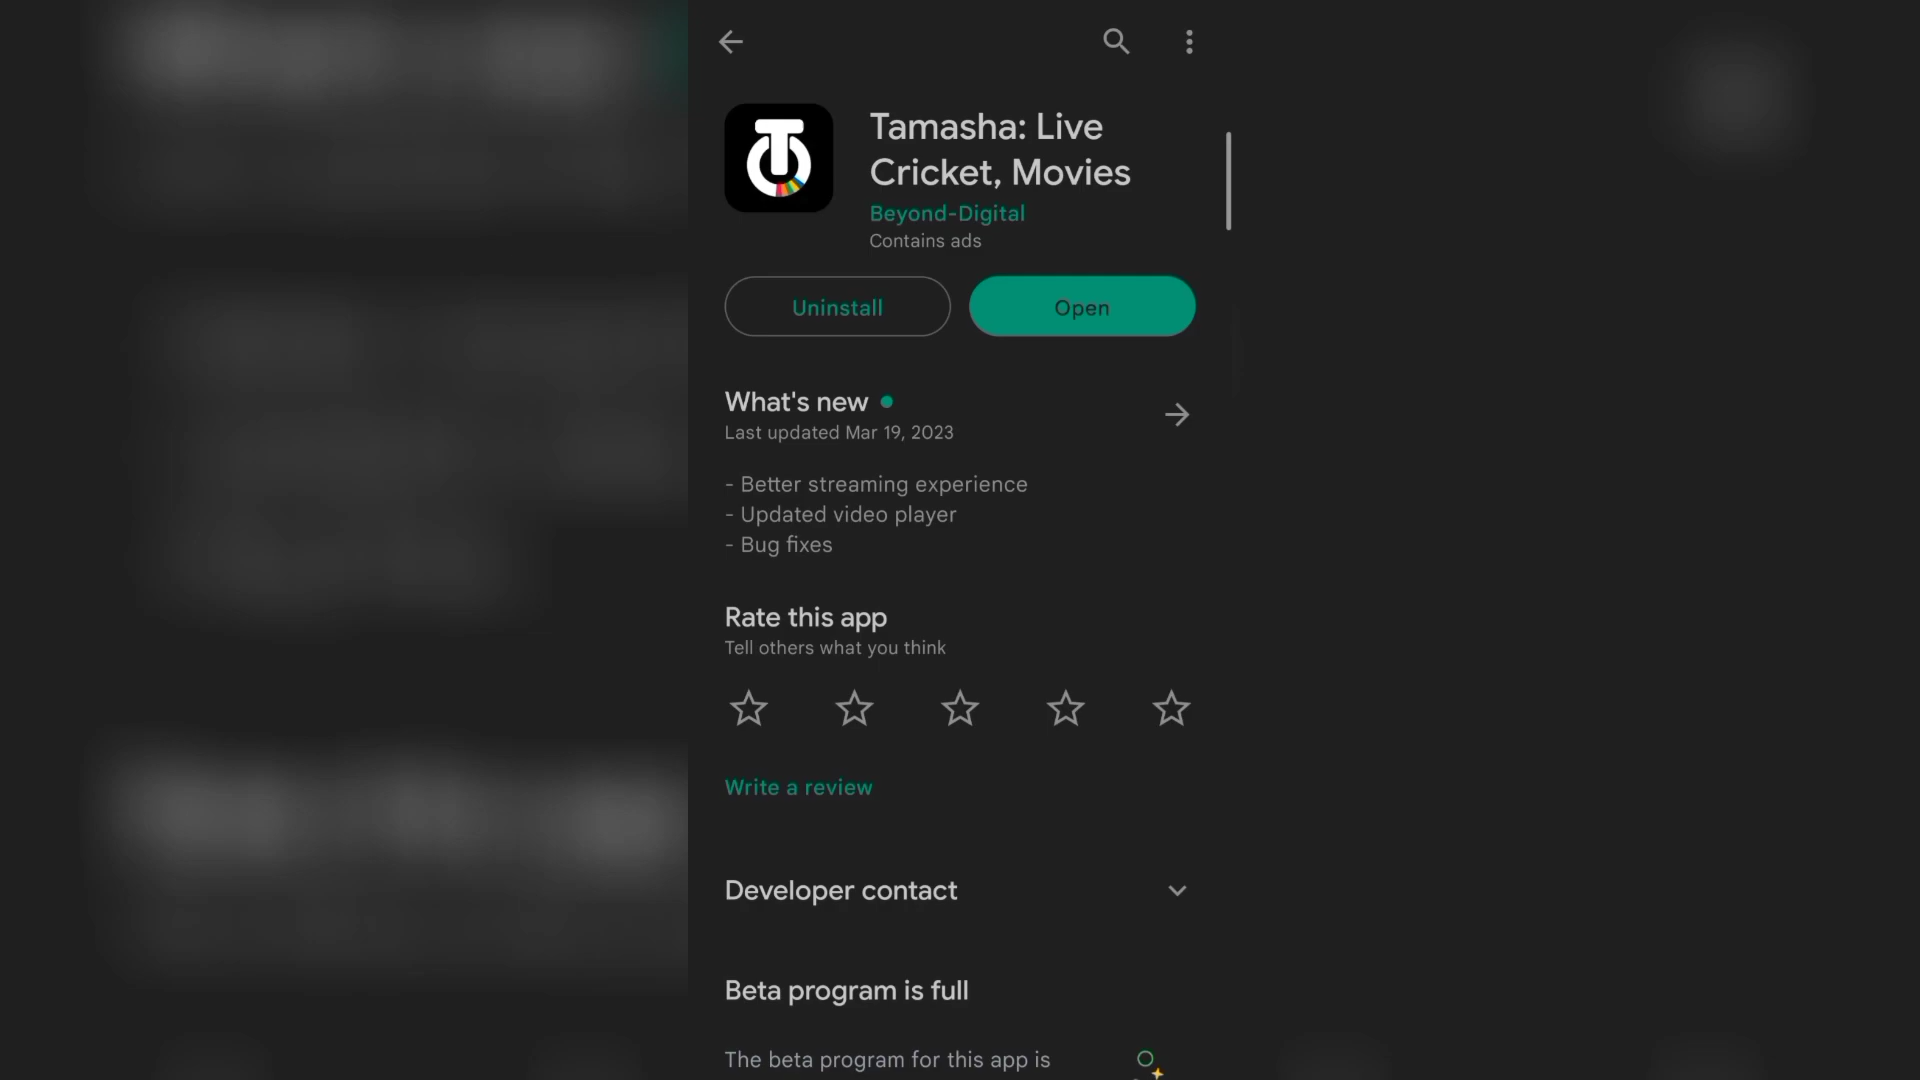 Tamasha: Live
Cricket, Movies
Beyond-Digital
Contains ads
Uninstall
Open
What's new
Last updated Mar 19, 2023
- Better streaming experience
- Updated video player
- Bug fixes
Rate this app
Tell others what you think
Write a review
Developer contact
Beta program is full
The beta program for this app is